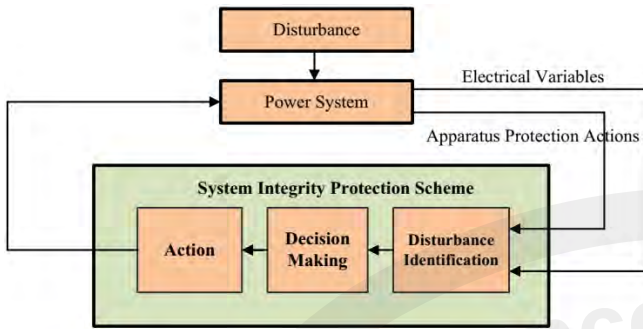 Disturbance
Power System
Electrical Variables
Apparatus Protection Actions
System Integrity Protection Scheme
Action
Decision
Making
Disturbance
Identification